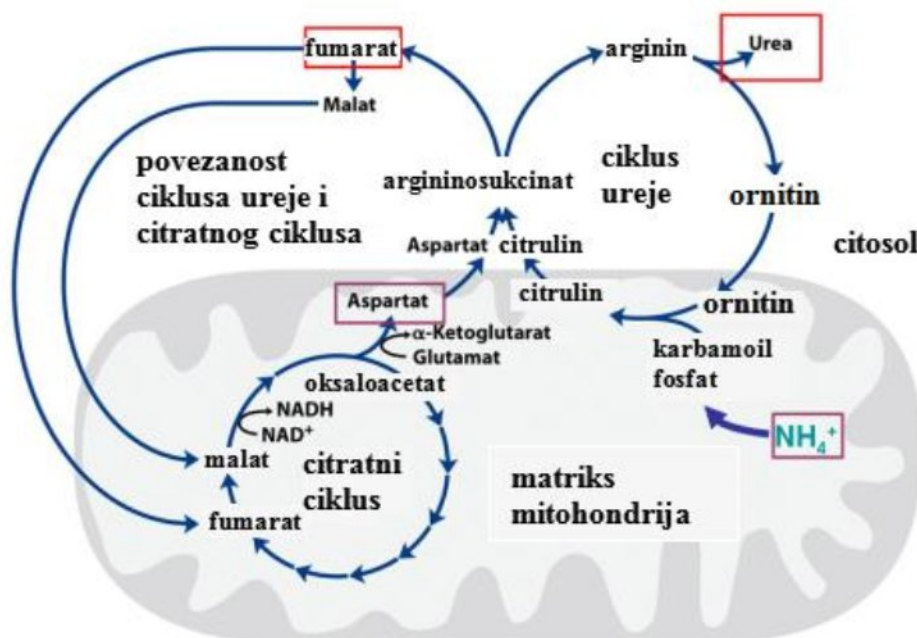 fumarat
Malat
arginin
Urea
povezanost
ciklusa ureje i
citratnog ciklusa
argininosukcinat
ciklus
ureje
ornitin
citosol
Aspartat
citrulin
Aspartat
citrulin
ornitin
α-Ketoglutarat
Glutamat
karbamoil
fosfat
oksaloacetat
NADH
NAD⁺
NH₄⁺
malat
citratni
ciklus
matriks
mitohondrija
fumarat